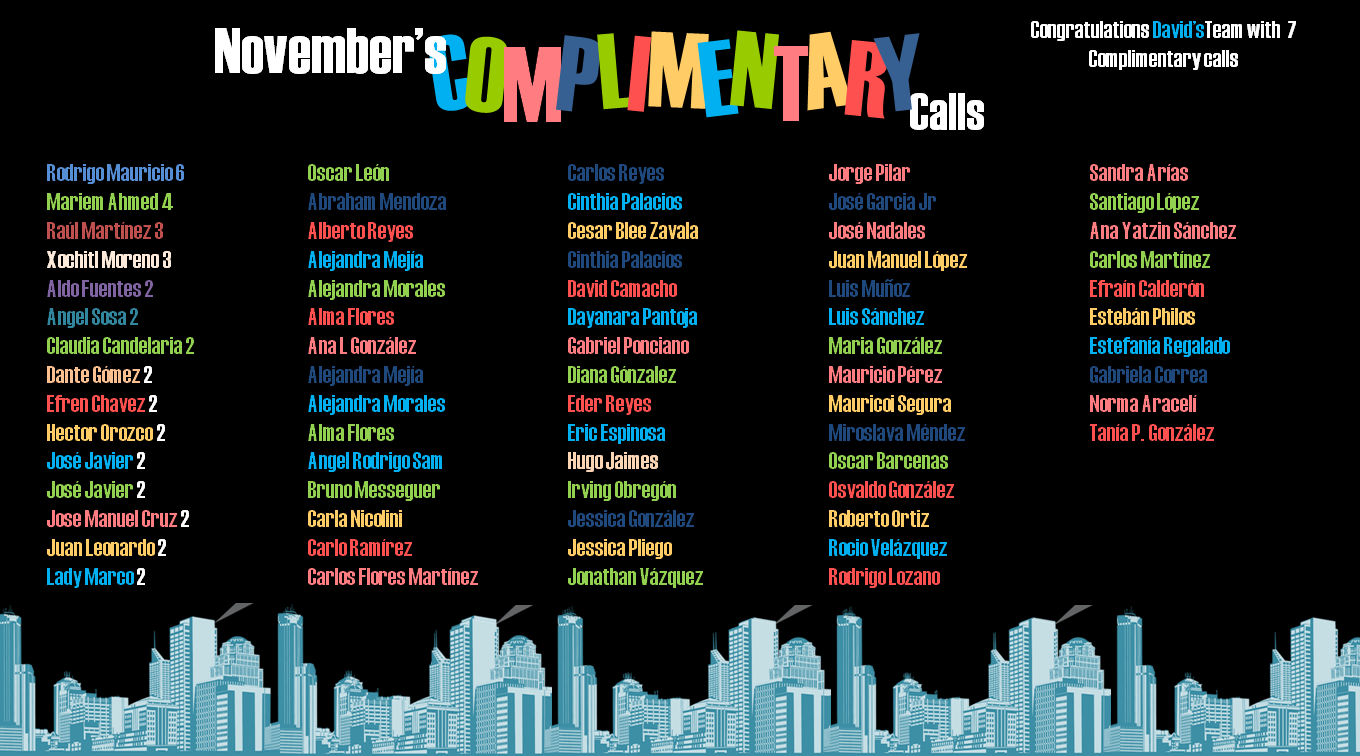 November's COMPLIMENTARY Calls
Congratulations David's Team with 7
Complimentary calls
Rodrigo Mauricio 6
Mariem Ahmed 4
Raúl Martínez 3
Xochitl Moreno 3
Aldo Fuentes 2
Angel Sosa 2
Claudia Candelaria 2
Dante Gómez 2
Efren Chavez 2
Hector Orozco 2
José Javier 2
José Javier 2
Jose Manuel Cruz 2
Juan Leonardo 2
Lady Marco 2
Oscar León
Abraham Mendoza
Alberto Reyes
Alejandra Mejía
Alejandra Morales
Alma Flores
Ana L González
Alejandra Mejía
Alejandra Morales
Alma Flores
Angel Rodrigo Sam
Bruno Messeguer
Carla Nicolini
Carlo Ramírez
Carlos Flores Martínez
Carlos Reyes
Cinthia Palacios
Cesar Blee Zavala
Cinthia Palacios
David Camacho
Dayanara Pantoja
Gabriel Ponciano
Diana Gónzalez
Eder Reyes
Eric Espinosa
Hugo Jaimes
Irving Obregón
Jessica González
Jessica Pliego
Jonathan Vázquez
Jorge Pilar
José Garcia Jr
José Nadales
Juan Manuel López
Luis Muñoz
Luis Sánchez
Maria González
Mauricio Pérez
Mauricoi Segura
Miroslava Méndez
Oscar Barcenas
Osvaldo González
Roberto Ortiz
Rocio Velázquez
Rodrigo Lozano
Sandra Arías
Santiago López
Ana Yatzin Sánchez
Carlos Martínez
Efraín Calderón
Estebán Philos
Estefanía Regalado
Gabriela Correa
Norma Aracelí
Tanía P. González